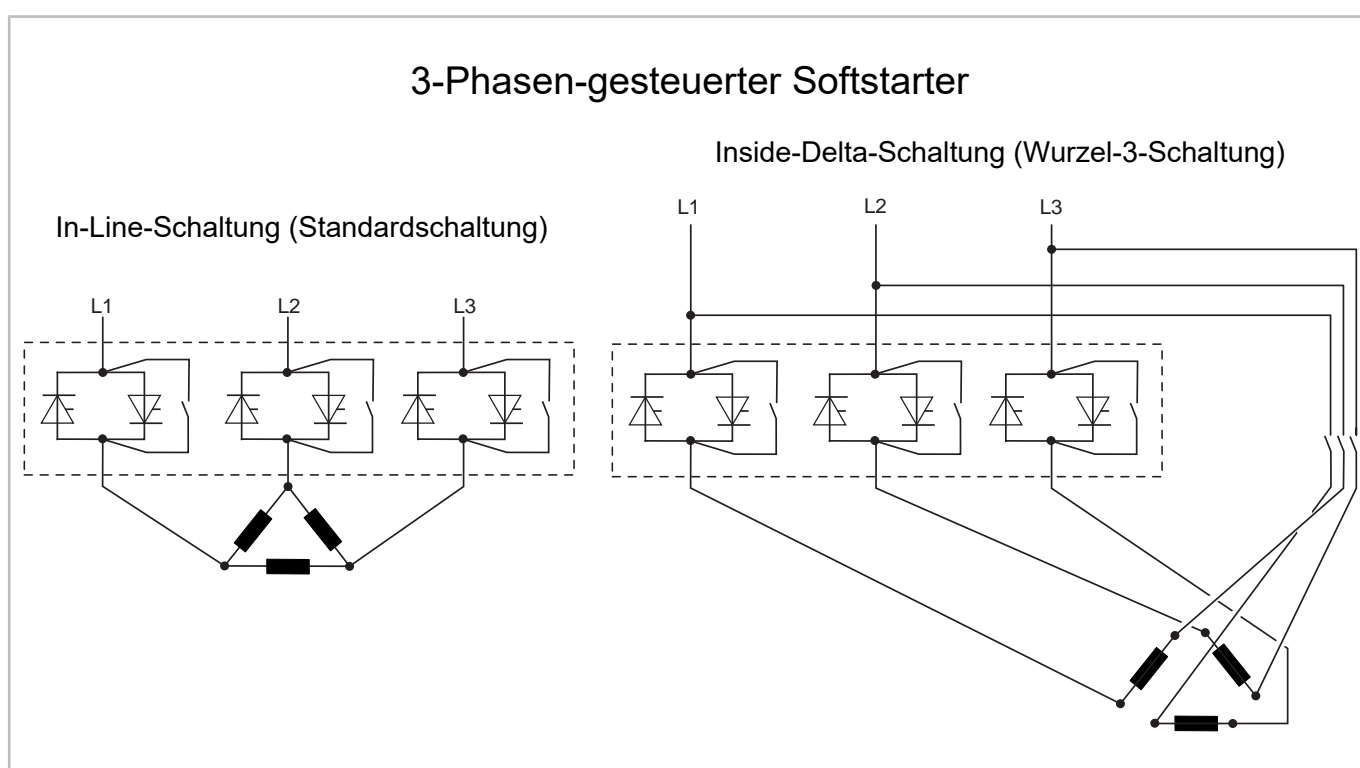 3-Phasen-gesteuerter Softstarter
In-Line-Schaltung (Standardschaltung)
L1 L2 L3
Inside-Delta-Schaltung (Wurzel-3-Schaltung)
L1 L2 L3